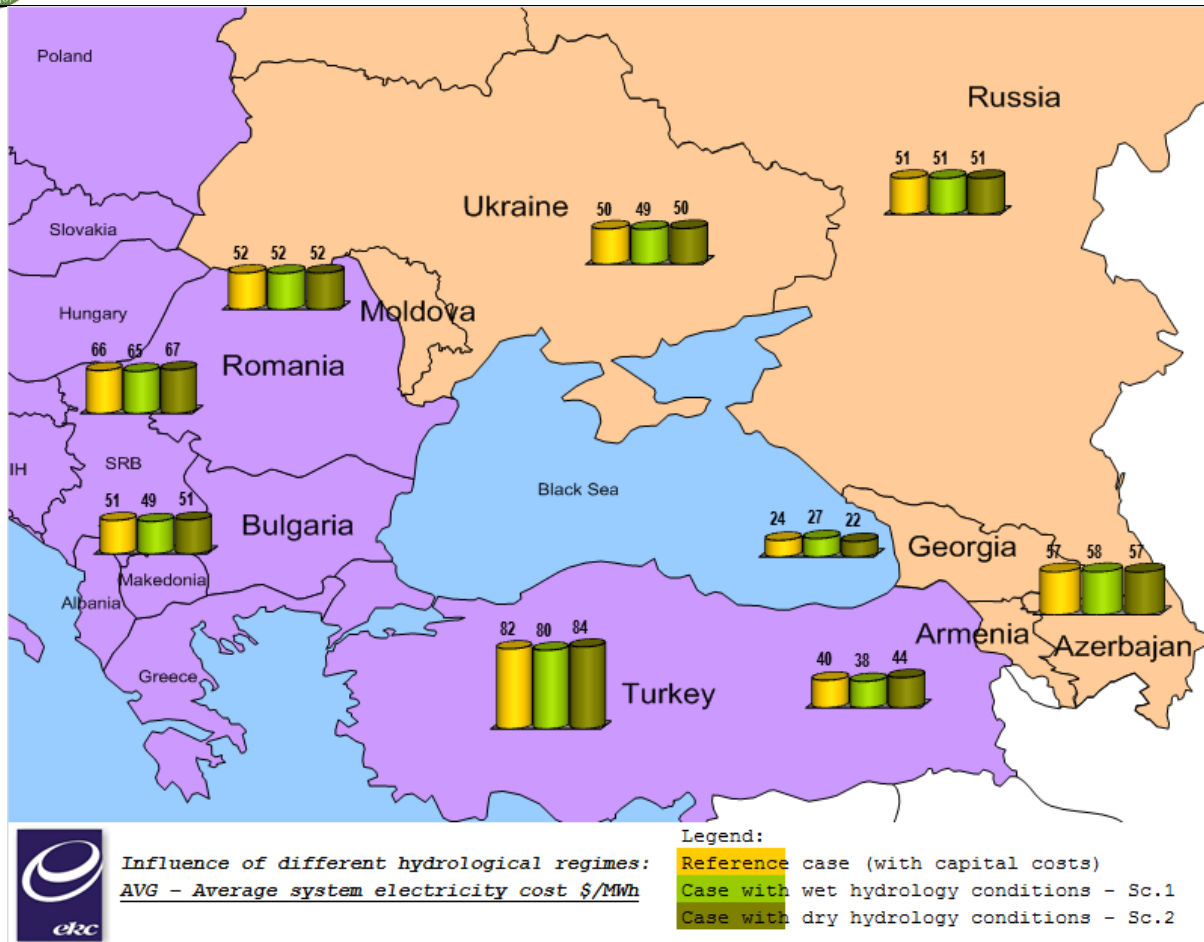 Poland
Russia
51 51 51
Ukraine
50 49 50
Slovakia
52 52 52
Moldova
Hungary
66 65 67
Romania
SRB
IH
Black Sea
51 49 51
Bulgaria
24 27 22
Georgia
57 58 57
Makedonia
Albania
Armenia
Azerbajan
82 80 84
40 38 44
Greece
Turkey
Legend:
Influence of different hydrological regimes:
Reference case (with capital costs)
AVG – Average system electricity cost $/MWh
Case with wet hydrology conditions – Sc.1
Case with dry hydrology conditions – Sc.2
ekc